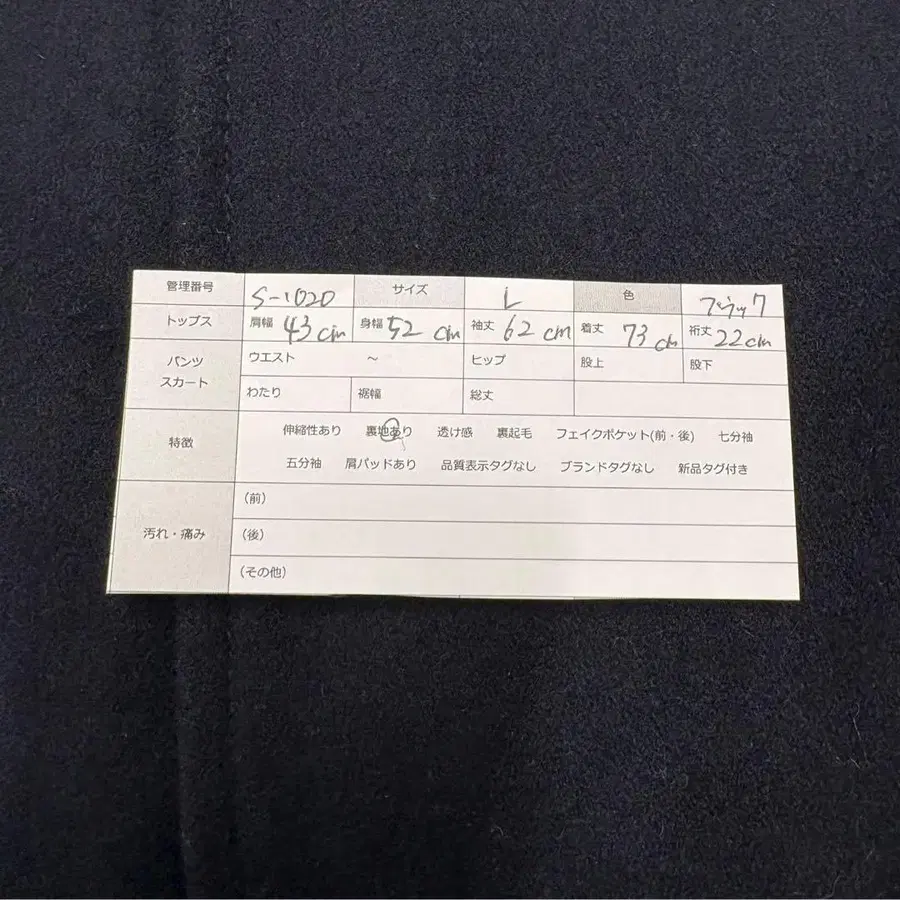 管理番号 S-1020 サイズ L 色 ブラック
トップス 肩幅 43cm 身幅 52cm 袖丈 62cm 着丈 73cm 裄丈 22cm
パンツ スカート ウエスト ～ ヒップ 股上 股下
わたり 裾幅 総丈
特徴 伸縮性あり 裏地あり 透け感 裏起毛 フェイクポケット(前・後) 七分袖
五分袖 肩パッドあり 品質表示タグなし ブランドタグなし 新品タグ付き
汚れ・痛み (前)
(後)
(その他)